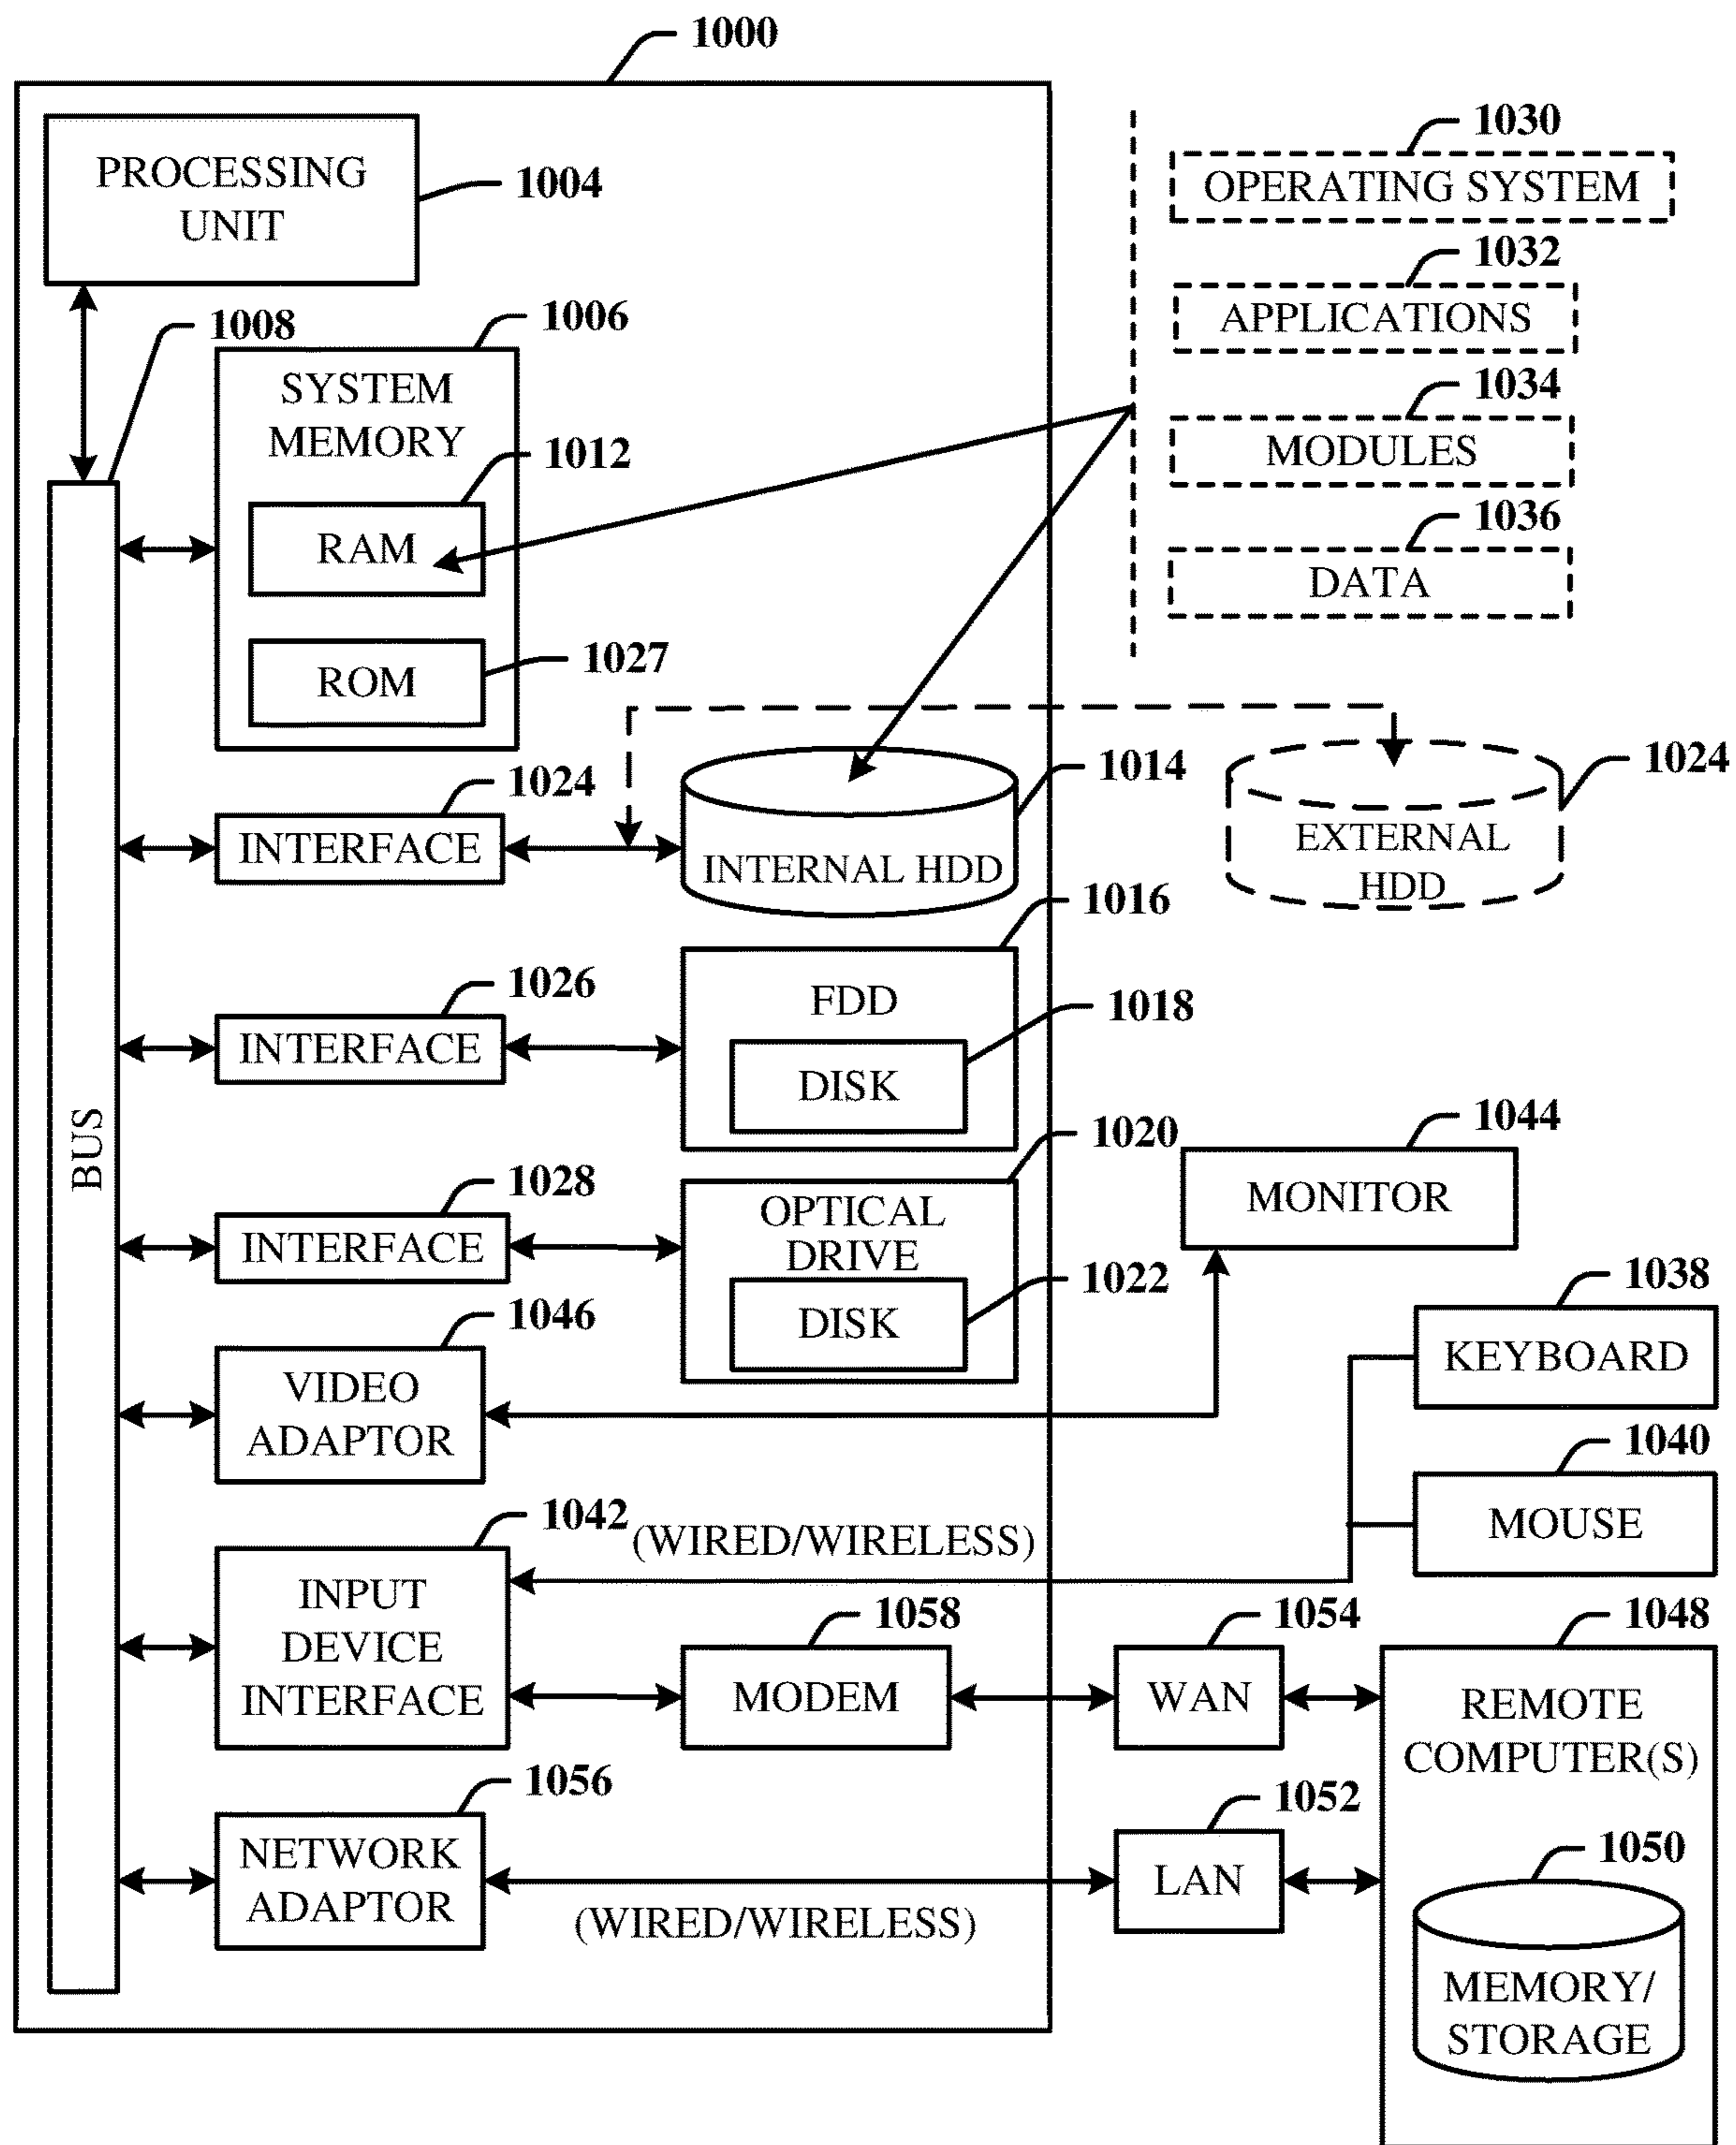 1000
PROCESSING
UNIT
1004
1030
OPERATING SYSTEM
1032
APPLICATIONS
1034
MODULES
1036
DATA
1008
1006
SYSTEM
MEMORY
1012
RAM
ROM
1027
1024
INTERFACE
1014
INTERNAL HDD
1024
EXTERNAL
HDD
1016
FDD
1018
DISK
1026
INTERFACE
BUS
1020
OPTICAL
DRIVE
1022
DISK
1028
INTERFACE
1044
MONITOR
1046
VIDEO
ADAPTOR
1038
KEYBOARD
1040
MOUSE
1042
(WIRED/WIRELESS)
INPUT
DEVICE
INTERFACE
1058
MODEM
1054
WAN
1048
REMOTE
COMPUTER(S)
1056
NETWORK
ADAPTOR
(WIRED/WIRELESS)
1052
LAN
1050
MEMORY/
STORAGE